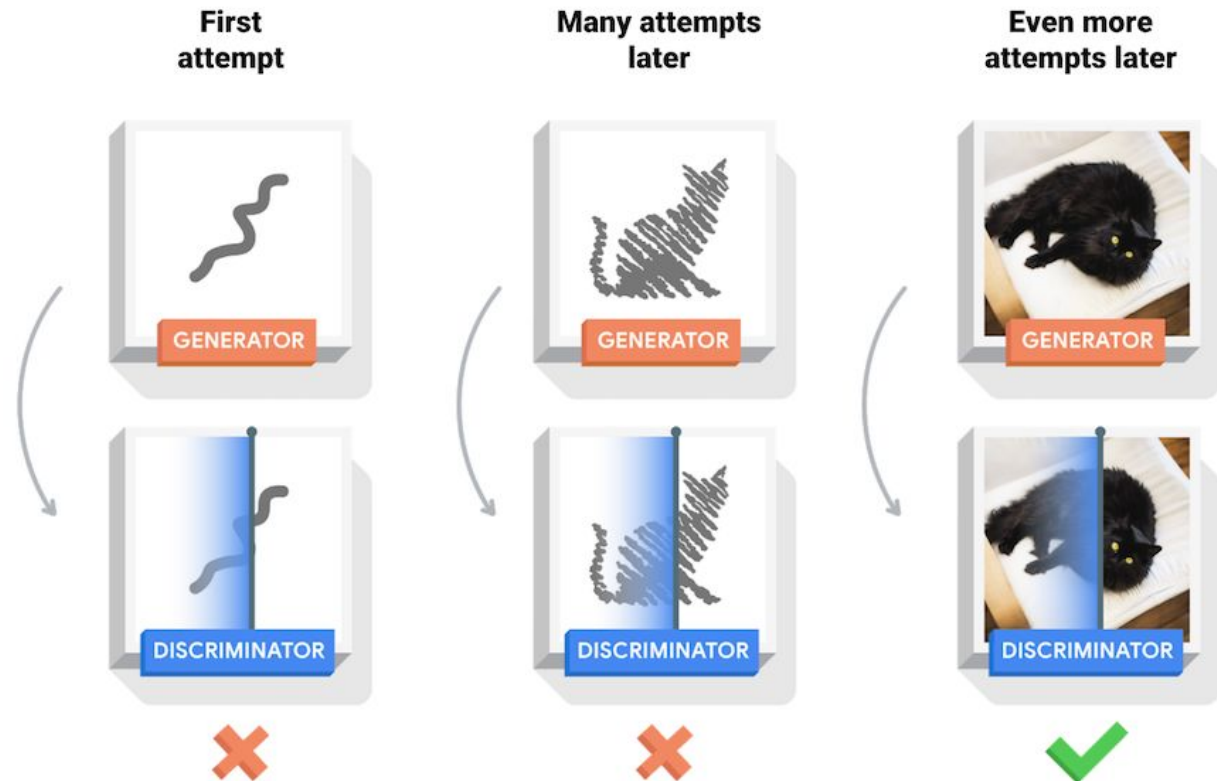 First
attempt
Many attempts
later
Even more
attempts later
GENERATOR
GENERATOR
GENERATOR
DISCRIMINATOR
DISCRIMINATOR
DISCRIMINATOR